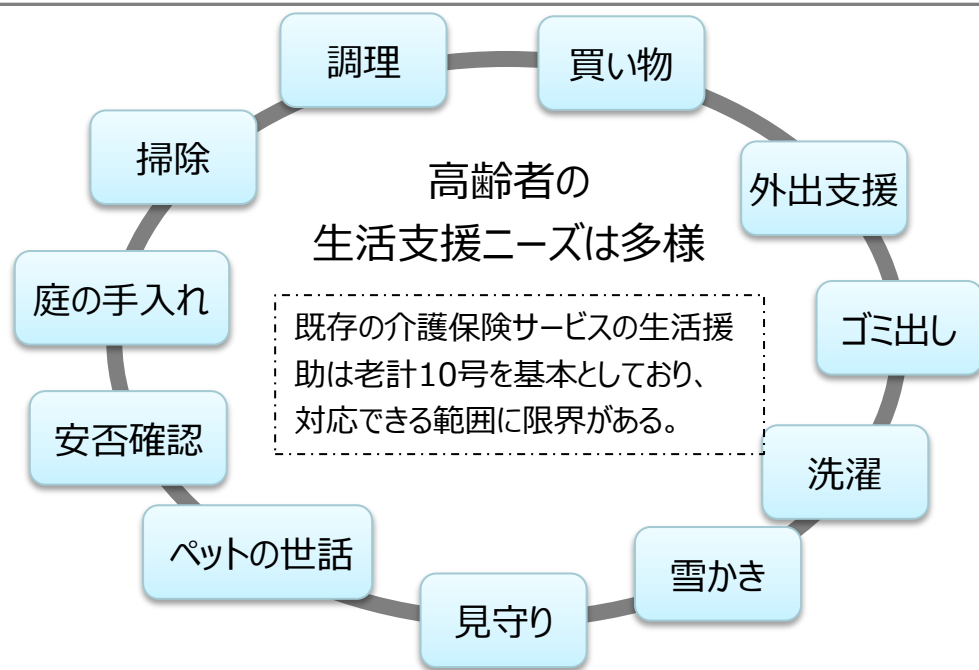 調理
買い物
掃除
高齢者の
生活支援ニーズは多様
外出支援
庭の手入れ
既存の介護保険サービスの生活援
助は老計10号を基本としており、
対応できる範囲に限界がある。
ゴミ出し
安否確認
洗濯
ペットの世話
雪かき
見守り